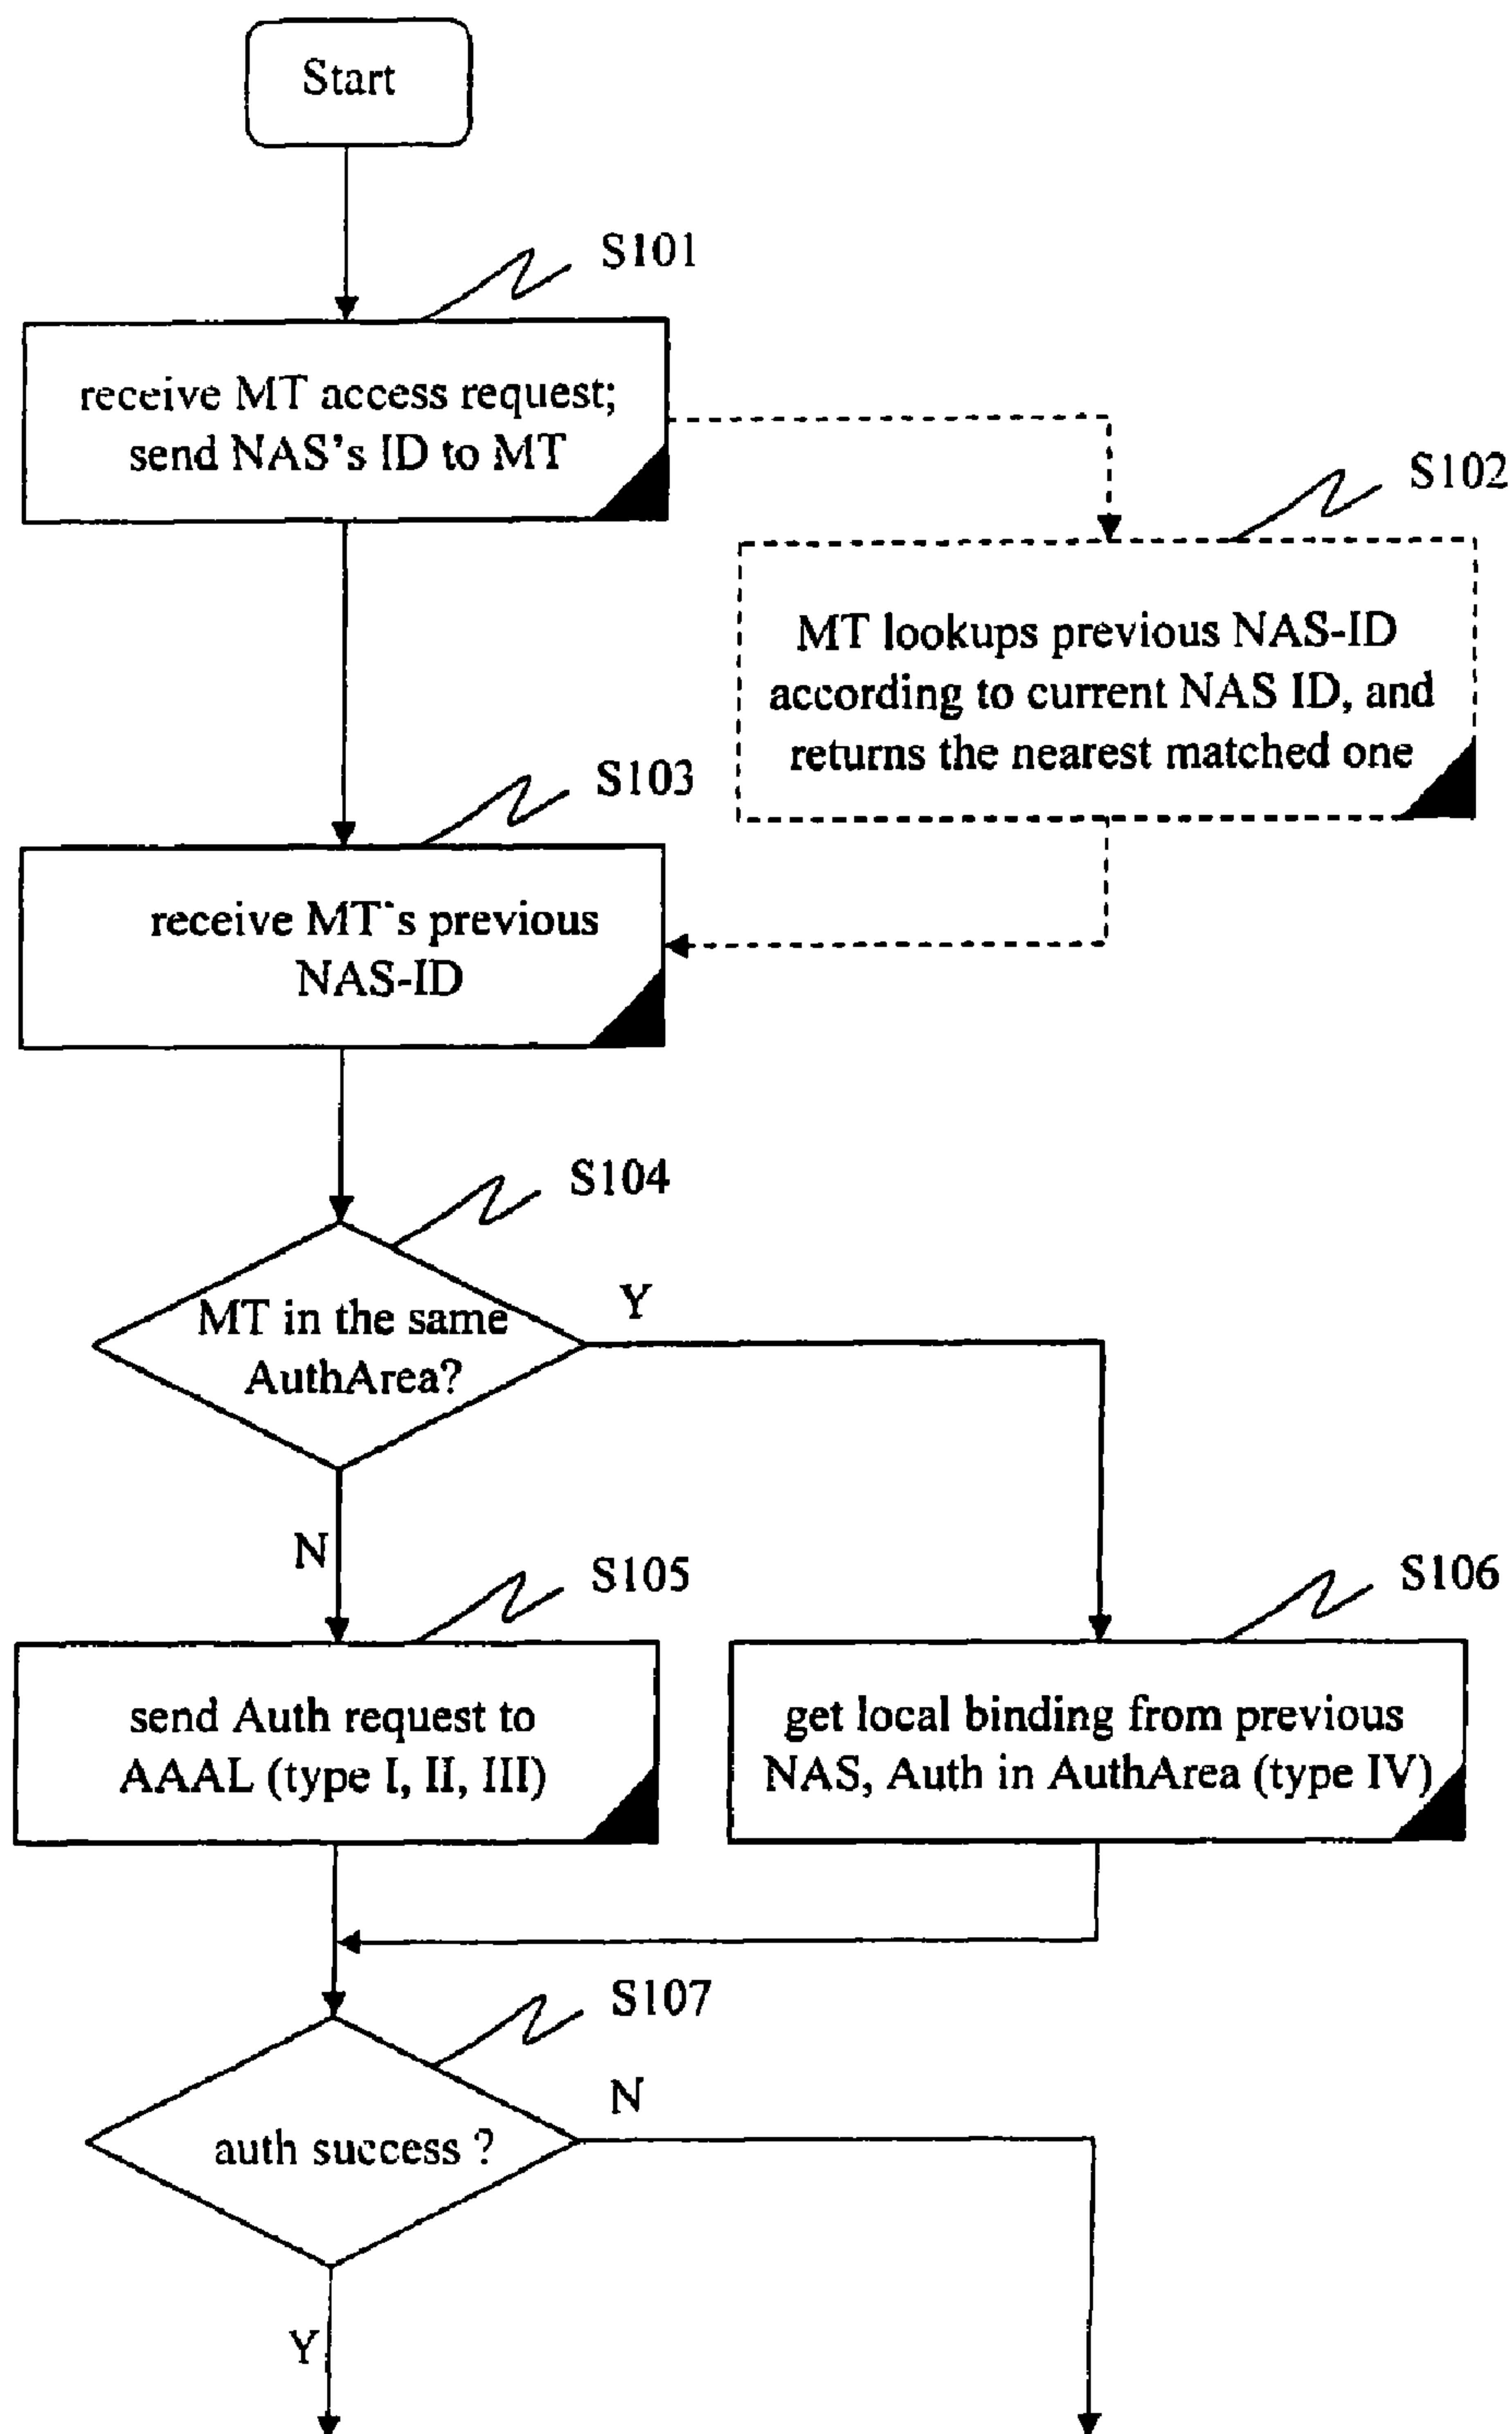 Start
S101
receive MT access request;
send NAS's ID to MT
S102
MT lookups previous NAS-ID
according to current NAS ID, and
returns the nearest matched one
S103
receive MT's previous
NAS-ID
S104
MT in the same
AuthArea?
Y
N
S105
send Auth request to
AAAL (type I, II, III)
S106
get local binding from previous
NAS, Auth in AuthArea (type IV)
S107
auth success ?
N
Y